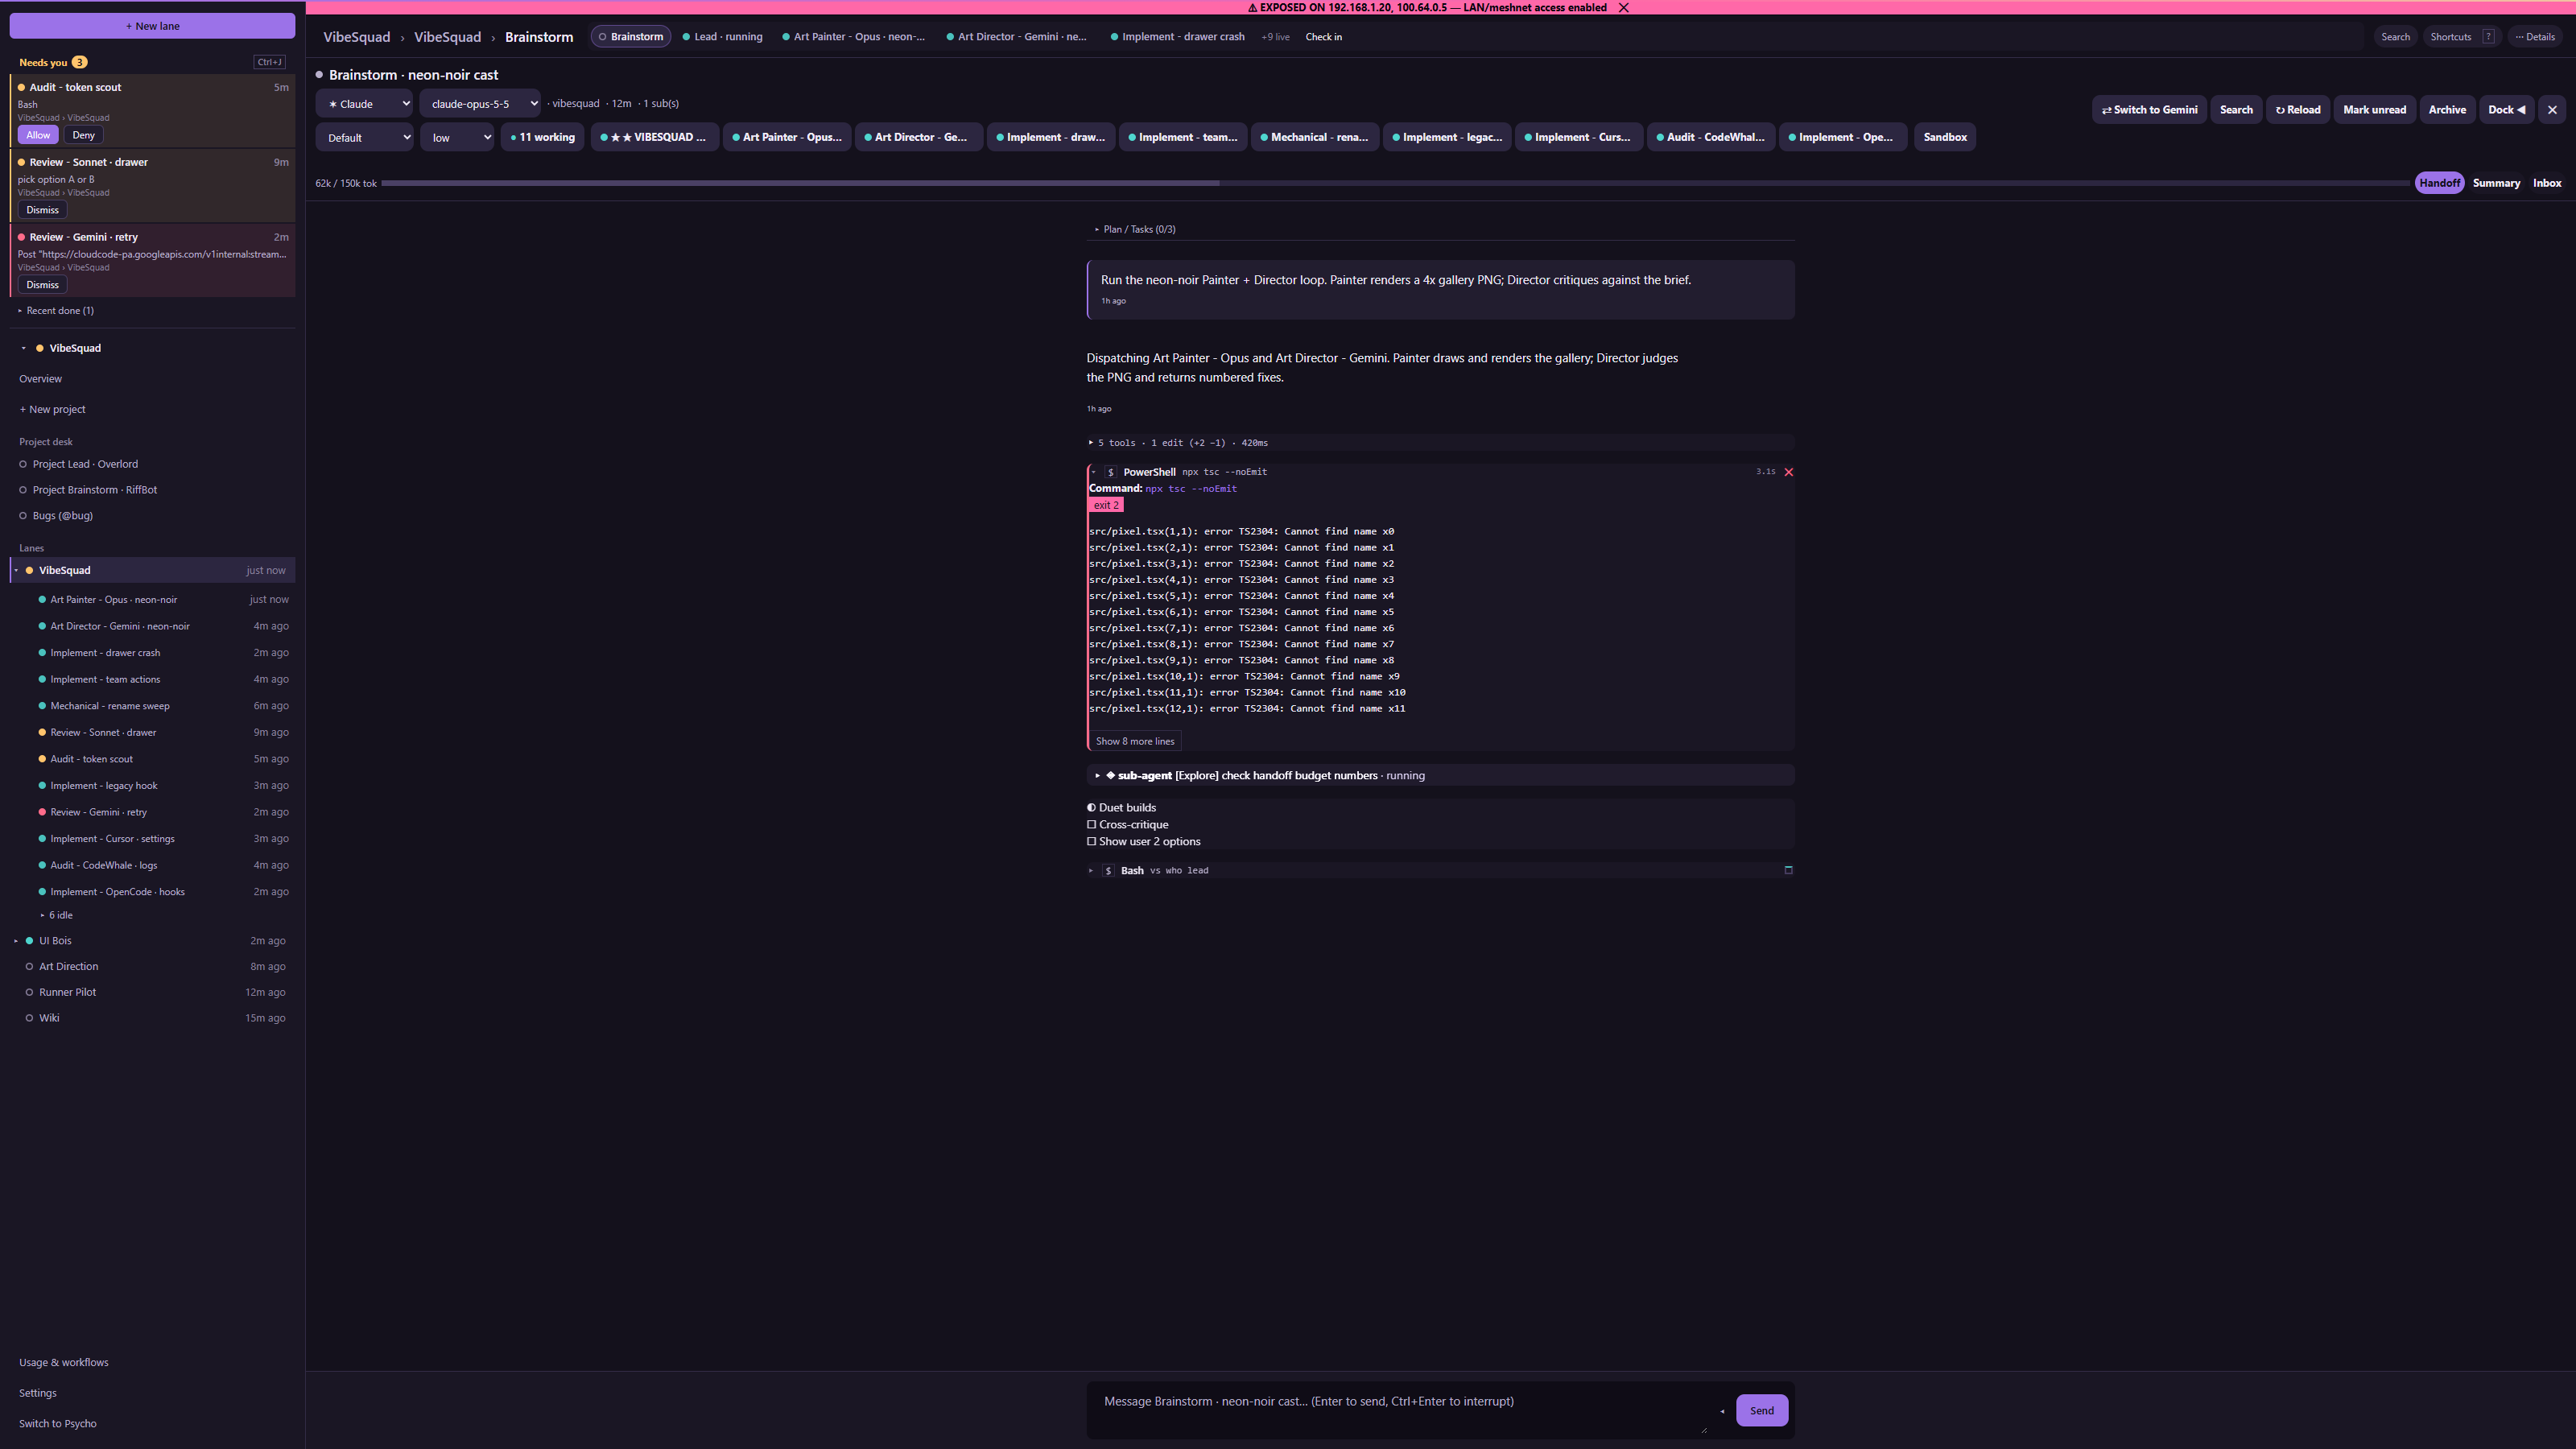 + New lane
Needs you 3 Ctrl+J
Audit - token scout 5m
Bash
VibeSquad › VibeSquad
Allow Deny
Review - Sonnet · drawer 9m
pick option A or B
VibeSquad › VibeSquad
Dismiss
Review - Gemini · retry 2m
Post "https://cloudcode-pa.googleapis.com/v1internal:stream...
VibeSquad › VibeSquad
Dismiss
Recent done (1)
VibeSquad
Overview
+ New project
Project desk
Project Lead · Overlord
Project Brainstorm · RiffBot
Bugs (@bug)
Lanes
VibeSquad just now
Art Painter - Opus · neon-noir just now
Art Director - Gemini · neon-noir 4m ago
Implement - drawer crash 2m ago
Implement - team actions 4m ago
Mechanical - rename sweep 6m ago
Review - Sonnet · drawer 9m ago
Audit - token scout 5m ago
Implement - legacy hook 3m ago
Review - Gemini · retry 2m ago
Implement - Cursor · settings 3m ago
Audit - CodeWhale · logs 4m ago
Implement - OpenCode · hooks 2m ago
6 idle
UI Bois 2m ago
Art Direction 8m ago
Runner Pilot 12m ago
Wiki 15m ago
Usage & workflows
Settings
Switch to Psycho
⚠ EXPOSED ON 192.168.1.20, 100.64.0.5 — LAN/meshnet access enabled ✕
VibeSquad › VibeSquad › Brainstorm Brainstorm Lead · running Art Painter - Opus · neon-... Art Director - Gemini · ne... Implement - drawer crash +9 live Check in Search Shortcuts ? ··· Details
Brainstorm · neon-noir cast
✶ Claude claude-opus-5-5 · vibesquad · 12m · 1 sub(s) ⇄ Switch to Gemini Search ↻ Reload Mark unread Archive Dock ◀ ✕
Default low 11 working ★ ★ VIBESQUAD ... Art Painter - Opus... Art Director - Ge... Implement - draw... Implement - team... Mechanical - rena... Implement - legac... Implement - Curs... Audit - CodeWhal... Implement - Ope... Sandbox
62k / 150k tok Handoff Summary Inbox
Plan / Tasks (0/3)
Run the neon-noir Painter + Director loop. Painter renders a 4x gallery PNG; Director critiques against the brief.
1h ago
Dispatching Art Painter - Opus and Art Director - Gemini. Painter draws and renders the gallery; Director judges
the PNG and returns numbered fixes.
1h ago
5 tools · 1 edit (+2 −1) · 420ms
$ PowerShell npx tsc --noEmit 3.1s ✕
Command: npx tsc --noEmit
exit 2
src/pixel.tsx(1,1): error TS2304: Cannot find name x0
src/pixel.tsx(2,1): error TS2304: Cannot find name x1
src/pixel.tsx(3,1): error TS2304: Cannot find name x2
src/pixel.tsx(4,1): error TS2304: Cannot find name x3
src/pixel.tsx(5,1): error TS2304: Cannot find name x4
src/pixel.tsx(6,1): error TS2304: Cannot find name x5
src/pixel.tsx(7,1): error TS2304: Cannot find name x6
src/pixel.tsx(8,1): error TS2304: Cannot find name x7
src/pixel.tsx(9,1): error TS2304: Cannot find name x8
src/pixel.tsx(10,1): error TS2304: Cannot find name x9
src/pixel.tsx(11,1): error TS2304: Cannot find name x10
src/pixel.tsx(12,1): error TS2304: Cannot find name x11
Show 8 more lines
◆ sub-agent [Explore] check handoff budget numbers · running
◐ Duet builds
☐ Cross-critique
☐ Show user 2 options
$ Bash vs who lead
Message Brainstorm · neon-noir cast... (Enter to send, Ctrl+Enter to interrupt) Send